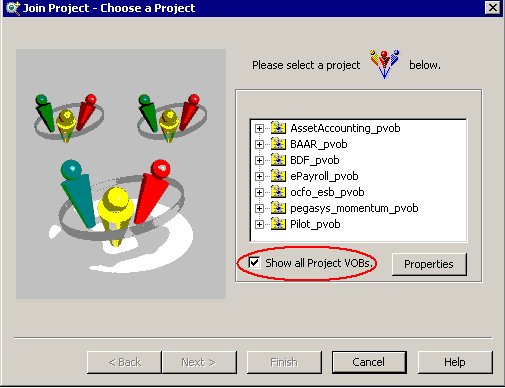 Join Project - Choose a Project
Please select a project below.
AssetAccounting_pvob
BAAR_pvob
BDF_pvob
ePayroll_pvob
ocfo_esb_pvob
pegasys_momentum_pvob
Pilot_pvob
Show all Project VOBs.
Properties
< Back
Next >
Finish
Cancel
Help